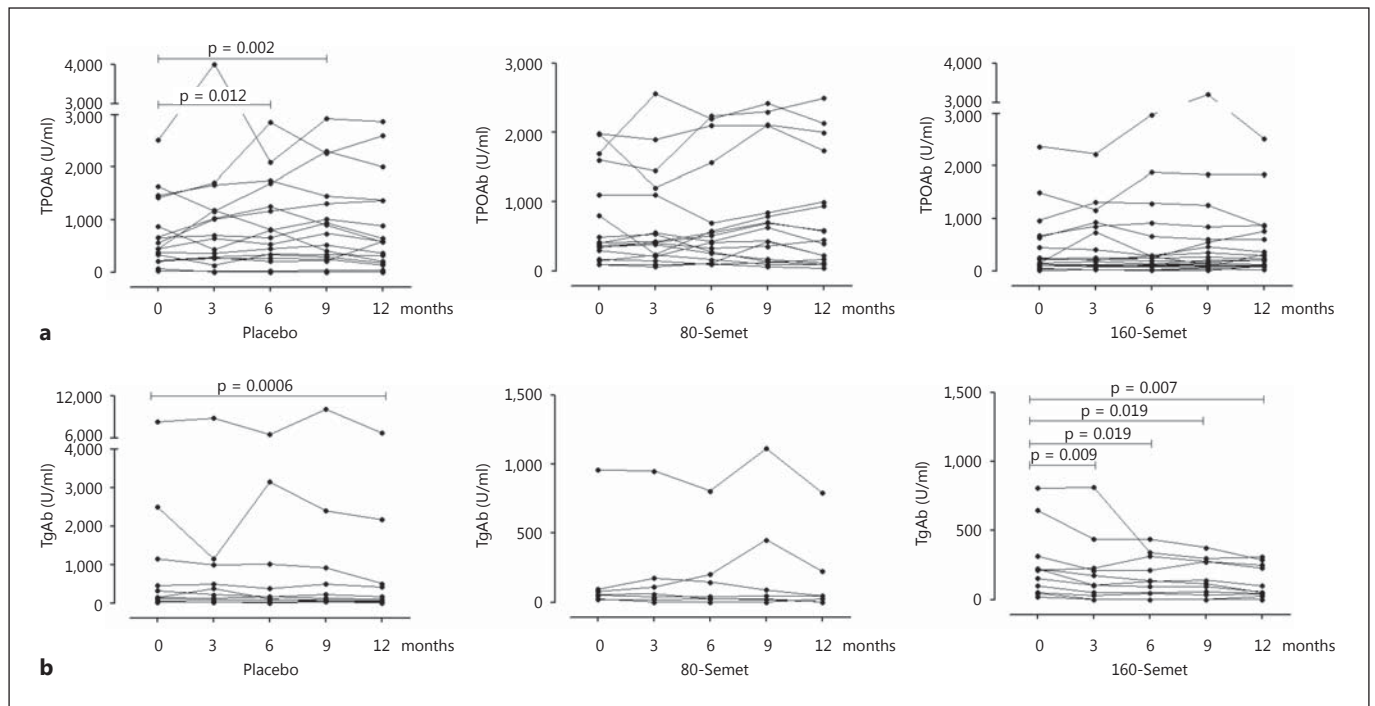 p = 0.002
p = 0.012
4,000
3,000
3,000
2,000
1,000
0
TPOAb (U/ml)
0 3 6 9 12 months
Placebo
3,000
2,000
1,000
0
TPOAb (U/ml)
0 3 6 9 12 months
80-Semet
4,000
3,000
3,000
2,000
1,000
0
TPOAb (U/ml)
0 3 6 9 12 months
160-Semet
a
p = 0.0006
12,000
6,000
4,000
3,000
2,000
1,000
0
TgAb (U/ml)
0 3 6 9 12 months
Placebo
1,500
1,000
500
0
TgAb (U/ml)
0 3 6 9 12 months
80-Semet
p = 0.007
p = 0.019
p = 0.019
p = 0.009
1,500
1,000
500
0
TgAb (U/ml)
0 3 6 9 12 months
160-Semet
b